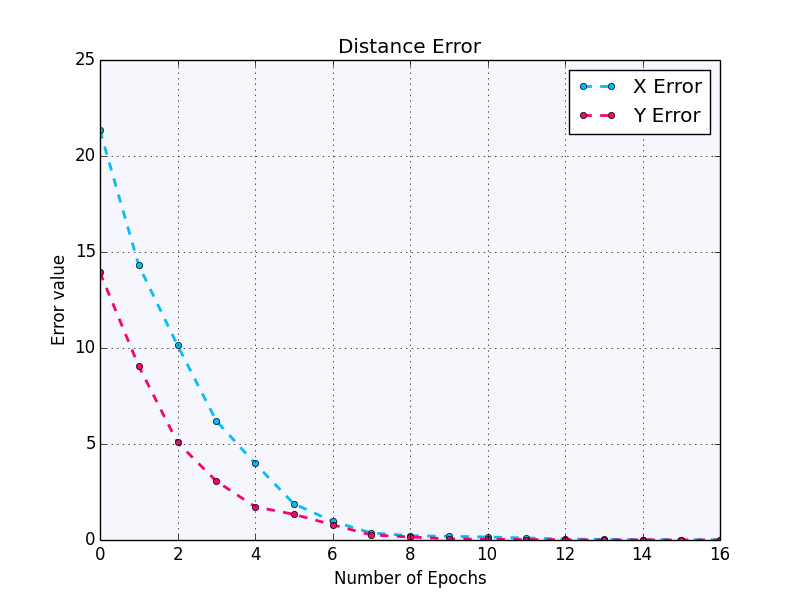 Distance Error
X Error
Y Error
Error value
25
20
15
10
5
0
0 2 4 6 8 10 12 14 16
Number of Epochs